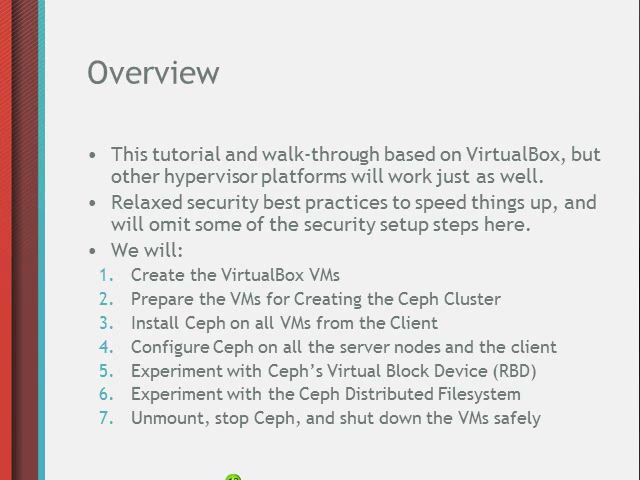 Overview
• This tutorial and walk-through based on VirtualBox, but
other hypervisor platforms will work just as well.
• Relaxed security best practices to speed things up, and
will omit some of the security setup steps here.
• We will:
1. Create the VirtualBox VMs
2. Prepare the VMs for Creating the Ceph Cluster
3. Install Ceph on all VMs from the Client
4. Configure Ceph on all the server nodes and the client
5. Experiment with Ceph’s Virtual Block Device (RBD)
6. Experiment with the Ceph Distributed Filesystem
7. Unmount, stop Ceph, and shut down the VMs safely